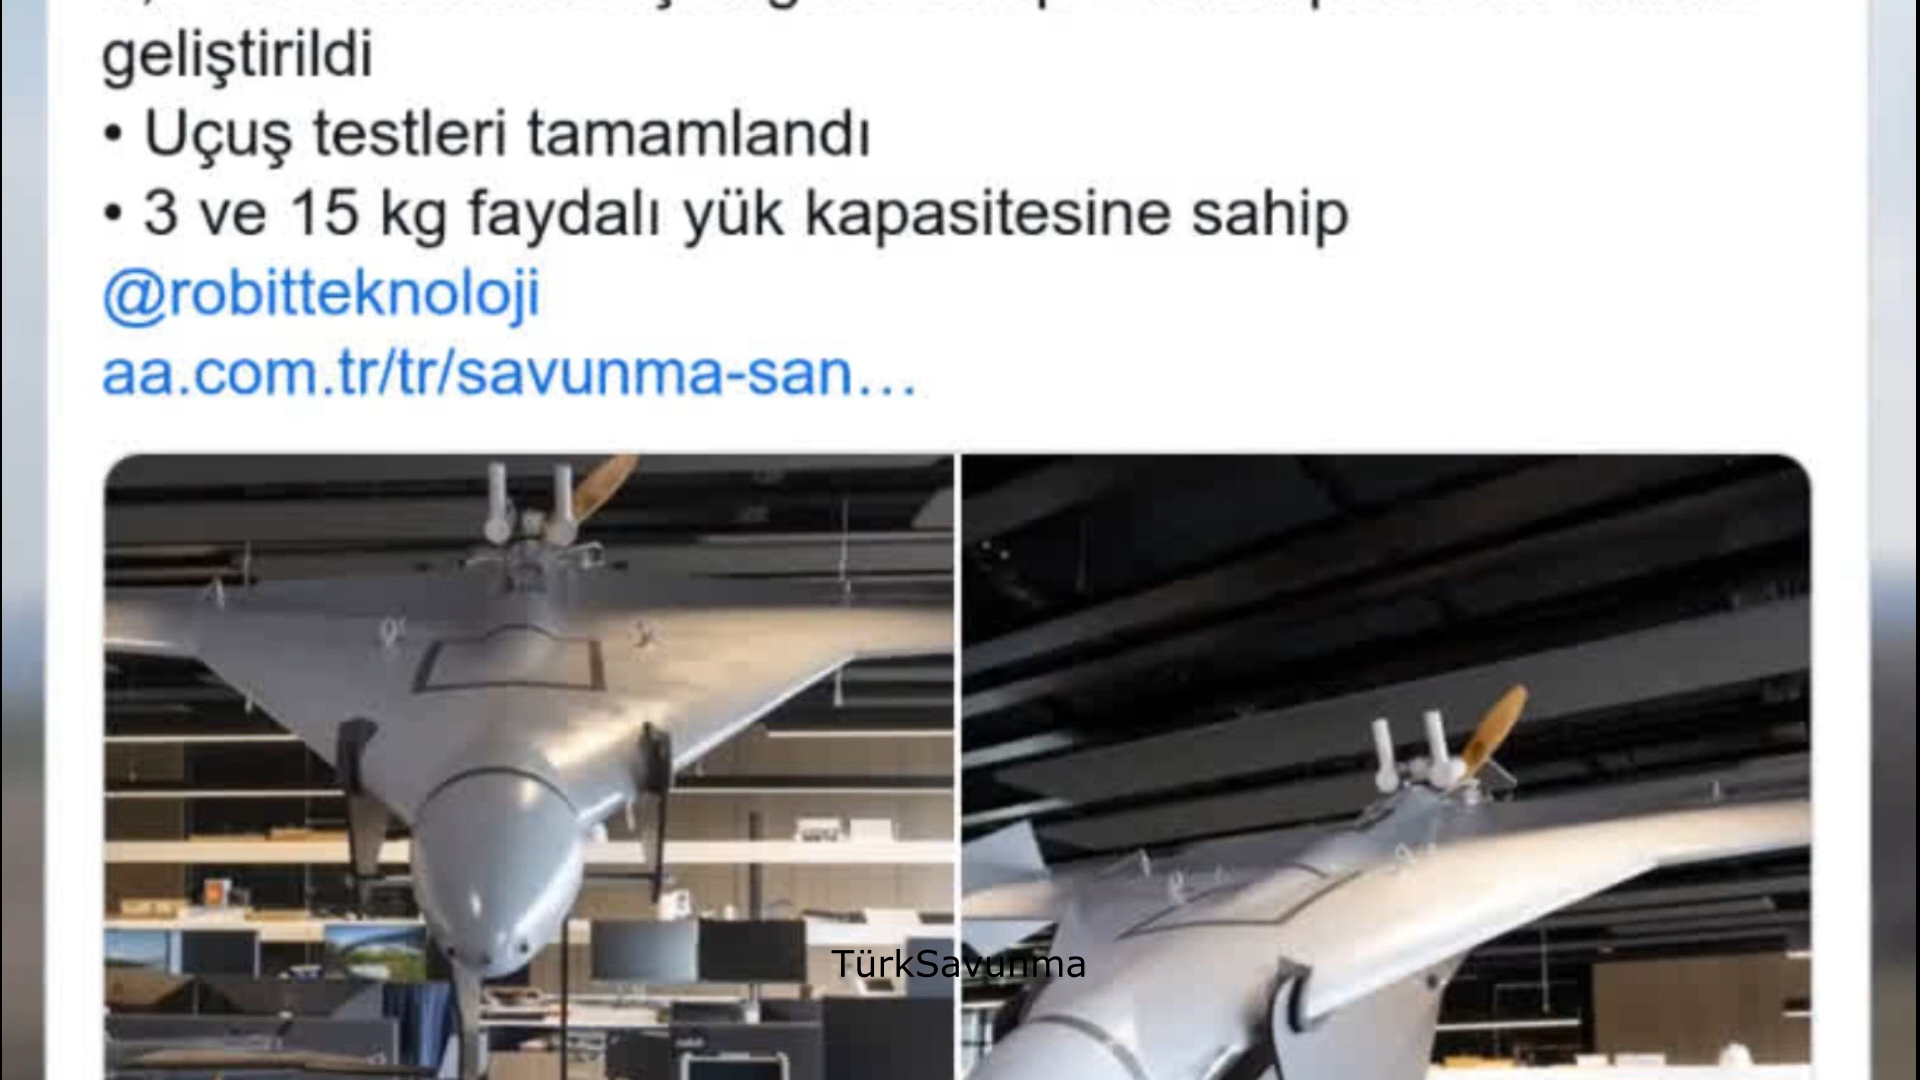 geliştirildi
• Uçuş testleri tamamlandı
• 3 ve 15 kg faydalı yük kapasitesine sahip
@robitteknoloji
aa.com.tr/tr/savunma-san…
TürkSavunma